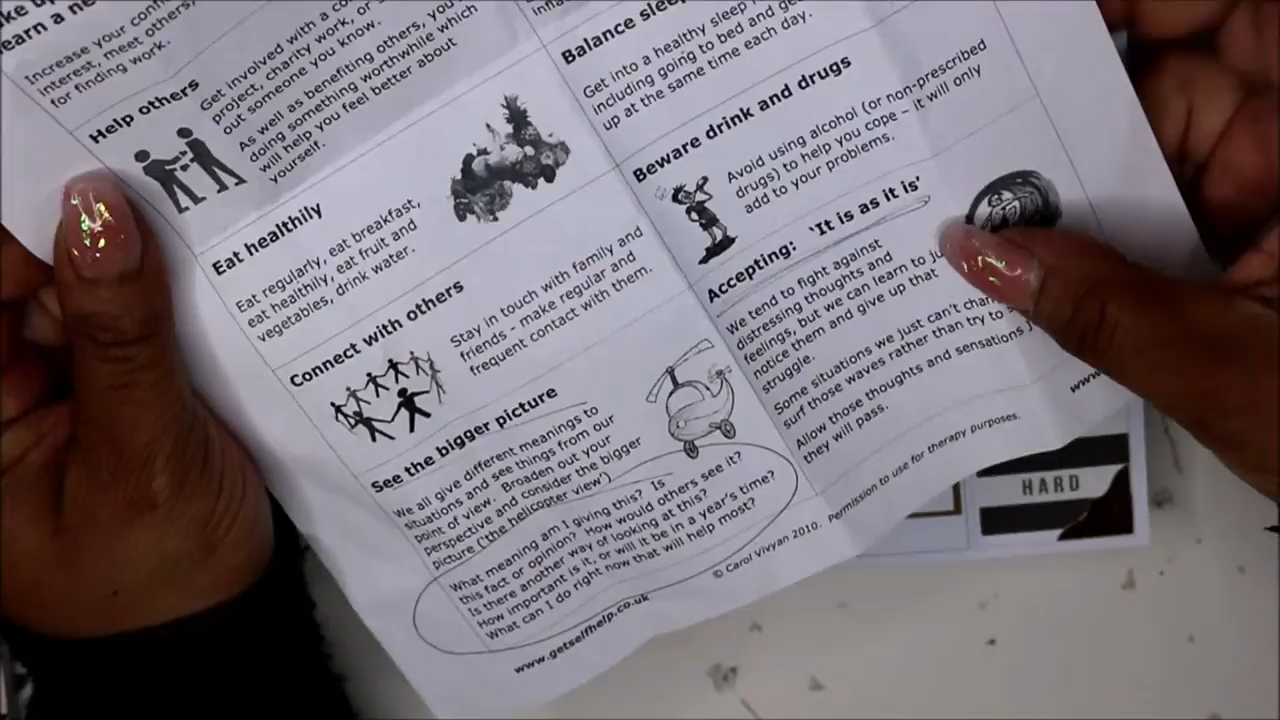 earn a ne
Increase your confi
interest, meet others,
for finding work.
Help others
Get involved with a co
project, charity work, or
out someone you know.
As well as benefiting others, you
doing something worthwhile which
will help you feel better about
yourself.
Eat healthily
Eat regularly, eat breakfast,
eat healthily, eat fruit and
vegetables, drink water.
Connect with others
Stay in touch with family and
friends - make regular and
frequent contact with them.
See the bigger picture
We all give different meanings to
situations and see things from our
point of view. Broaden out your
perspective and consider the bigger
picture ('the helicopter view')
What meaning am I giving this? Is
this fact or opinion? How would others see it?
Is there another way of looking at this?
How important is it, or will it be in a year's time?
What can I do right now that will help most?
www.getselfhelp.co.uk
Balance sleep
Get into a healthy sleep
including going to bed and ge
up at the same time each day.
Beware drink and drugs
Avoid using alcohol (or non-prescribed
drugs) to help you cope – it will only
add to your problems.
Accepting: 'It is as it is'
We tend to fight against
distressing thoughts and
feelings, but we can learn to ju
notice them and give up that
struggle.
Some situations we just can't chan
surf those waves rather than try to
Allow those thoughts and sensations
they will pass.
© Carol Vivyan 2010. Permission to use for therapy purposes.
www.
HARD